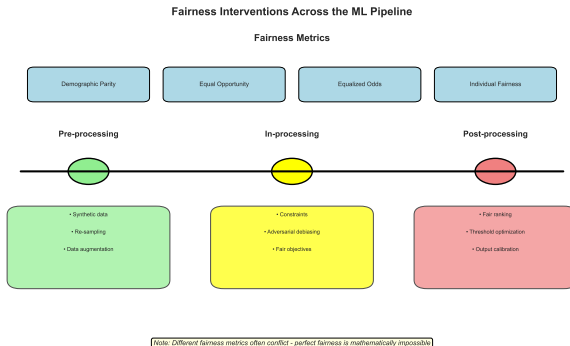 Fairness Interventions Across the ML Pipeline
Fairness Metrics
Demographic Parity
Equal Opportunity
Equalized Odds
Individual Fairness
Pre-processing
In-processing
Post-processing
• Synthetic data
• Re-sampling
• Data augmentation
• Constraints
• Adversarial debiasing
• Fair objectives
• Fair ranking
• Threshold optimization
• Output calibration
Note: Different fairness metrics often conflict - perfect fairness is mathematically impossible